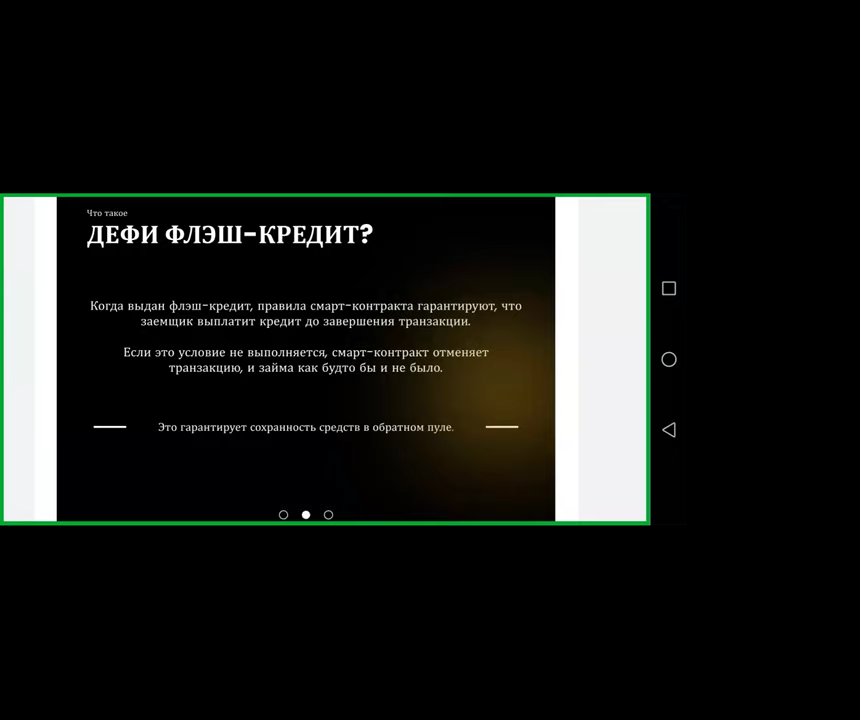 Что такое
ДЕФИ ФЛЭШ-КРЕДИТ?
Когда выдан флэш-кредит, правила смарт-контракта гарантируют, что
заемщик выплатит кредит до завершения транзакции.
Если это условие не выполняется, смарт-контракт отменяет
транзакцию, и займа как будто бы и не было.
Это гарантирует сохранность средств в обратном пуле.